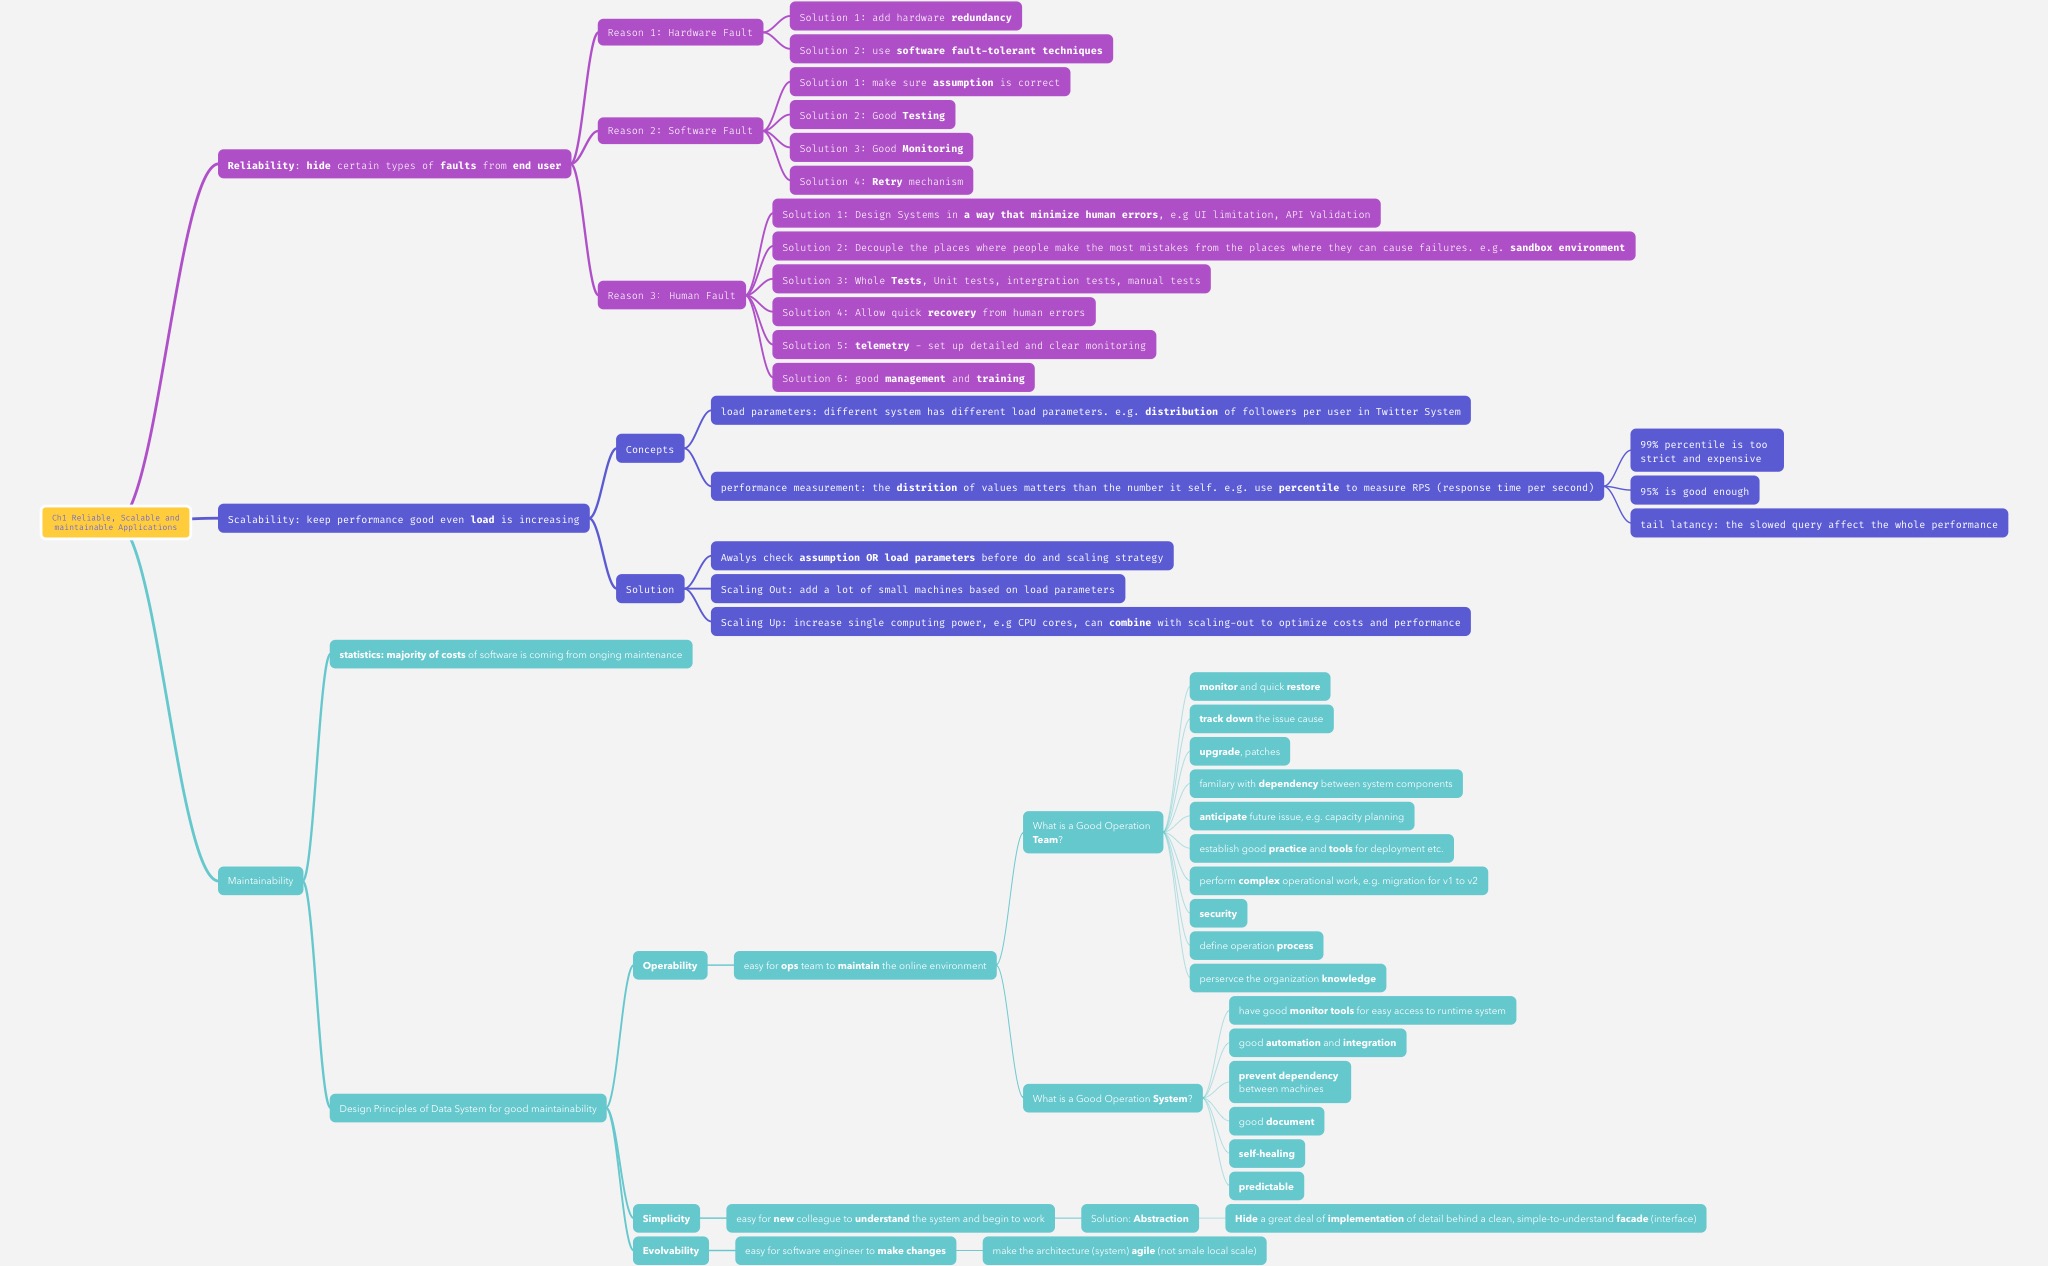 Ch1 Reliable, Scalable and
maintainable Applications
Reliability: hide certain types of faults from end user
Reason 1: Hardware Fault
Solution 1: add hardware redundancy
Solution 2: use software fault-tolerant techniques
Reason 2: Software Fault
Solution 1: make sure assumption is correct
Solution 2: Good Testing
Solution 3: Good Monitoring
Solution 4: Retry mechanism
Reason 3: Human Fault
Solution 1: Design Systems in a way that minimize human errors, e.g UI limitation, API Validation
Solution 2: Decouple the places where people make the most mistakes from the places where they can cause failures. e.g. sandbox environment
Solution 3: Whole Tests, Unit tests, intergration tests, manual tests
Solution 4: Allow quick recovery from human errors
Solution 5: telemetry - set up detailed and clear monitoring
Solution 6: good management and training
Scalability: keep performance good even load is increasing
Concepts
load parameters: different system has different load parameters. e.g. distribution of followers per user in Twitter System
performance measurement: the distrition of values matters than the number it self. e.g. use percentile to measure RPS (response time per second)
99% percentile is too
strict and expensive
95% is good enough
tail latancy: the slowed query affect the whole performance
Solution
Awalys check assumption OR load parameters before do and scaling strategy
Scaling Out: add a lot of small machines based on load parameters
Scaling Up: increase single computing power, e.g CPU cores, can combine with scaling-out to optimize costs and performance
Maintainability
statistics: majority of costs of software is coming from onging maintenance
Design Principles of Data System for good maintainability
Operability
easy for ops team to maintain the online environment
What is a Good Operation
Team?
monitor and quick restore
track down the issue cause
upgrade, patches
familary with dependency between system components
anticipate future issue, e.g. capacity planning
establish good practice and tools for deployment etc.
perform complex operational work, e.g. migration for v1 to v2
security
define operation process
perservce the organization knowledge
What is a Good Operation System?
have good monitor tools for easy access to runtime system
good automation and integration
prevent dependency
between machines
good document
self-healing
predictable
Simplicity
easy for new colleague to understand the system and begin to work
Solution: Abstraction
Hide a great deal of implementation of detail behind a clean, simple-to-understand facade (interface)
Evolvability
easy for software engineer to make changes
make the architecture (system) agile (not smale local scale)